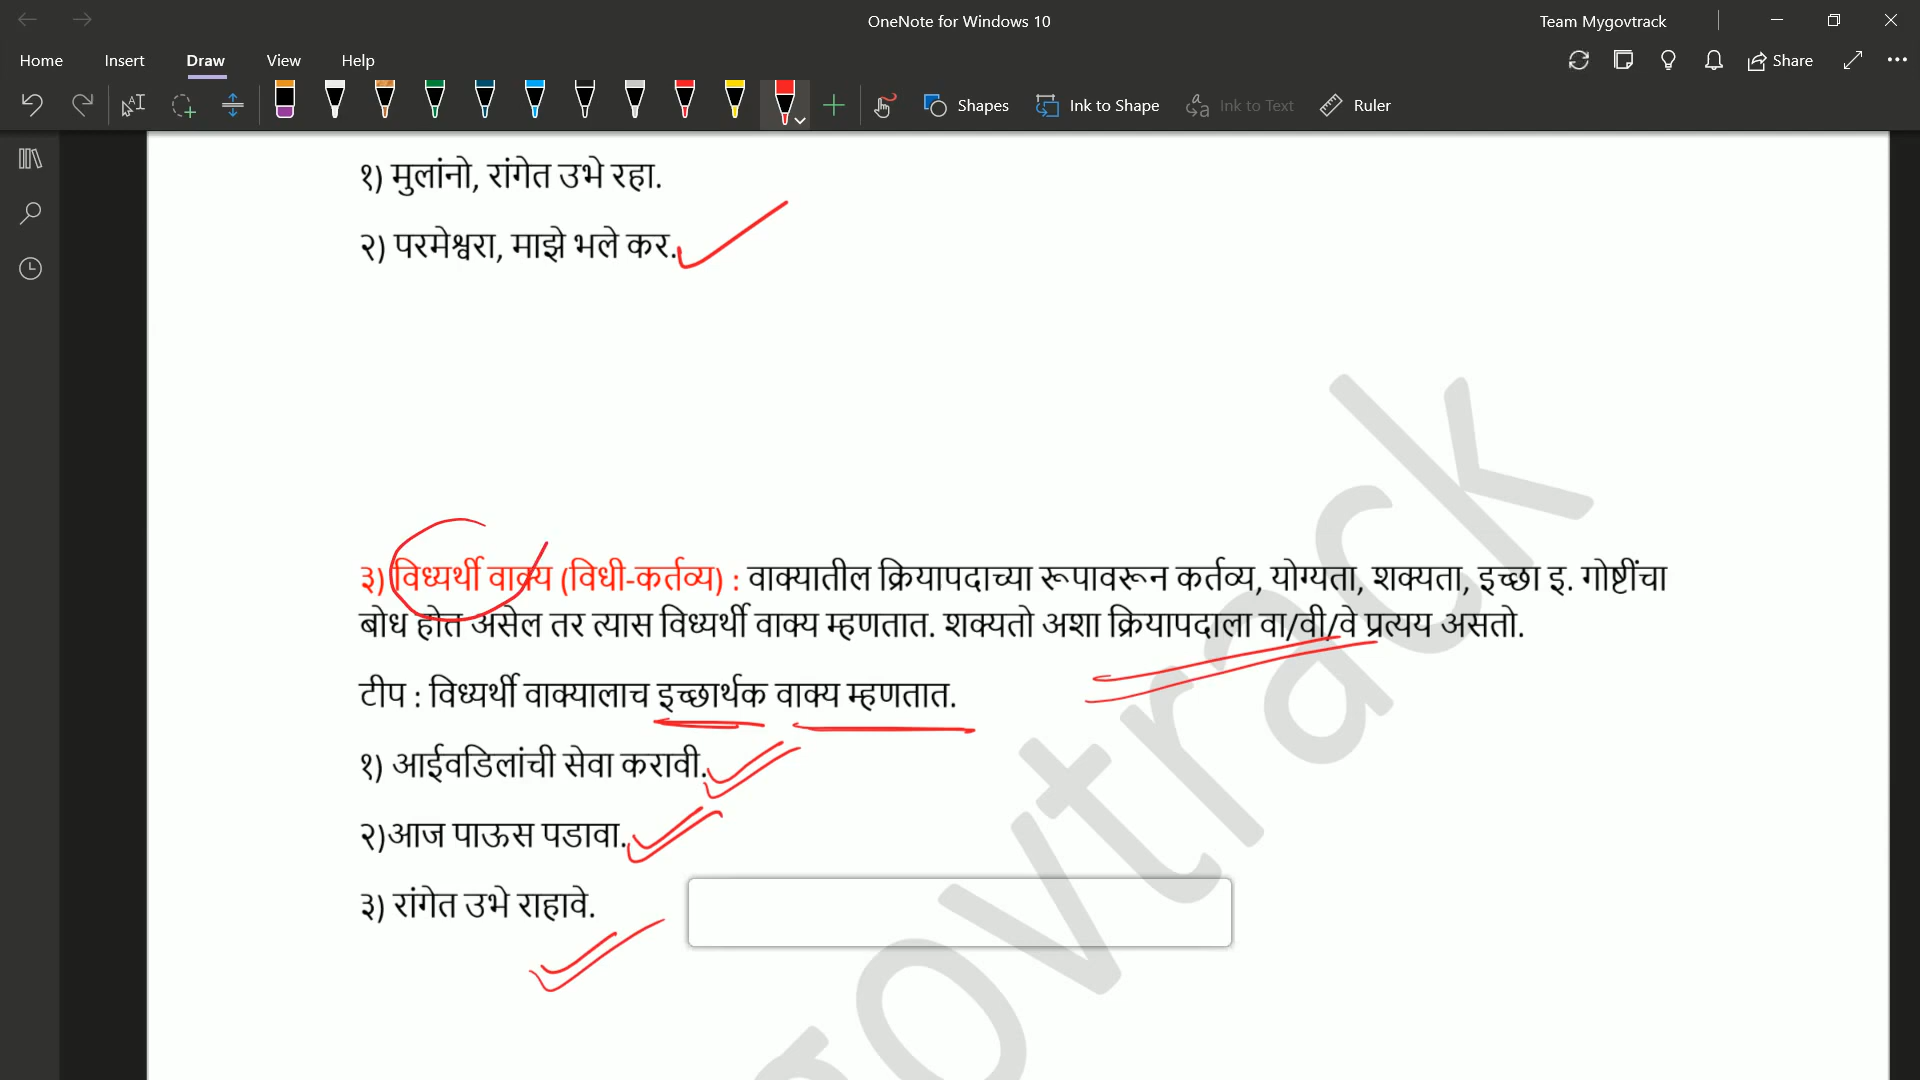 OneNote for Windows 10
Team Mygovtrack
Home Insert Draw View Help
Share
Shapes Ink to Shape Ink to Text Ruler
१) मुलांनो, रांगेत उभे रहा.
२) परमेश्वरा, माझे भले कर.
३) विध्यर्थी वाक्य (विधी-कर्तव्य) : वाक्यातील क्रियापदाच्या रूपावरून कर्तव्य, योग्यता, शक्यता, इच्छा इ. गोष्टींचा
बोध होत असेल तर त्यास विध्यर्थी वाक्य म्हणतात. शक्यतो अशा क्रियापदाला वा/वी/वे प्रत्यय असतो.
टीप : विध्यर्थी वाक्यालाच इच्छार्थक वाक्य म्हणतात.
१) आईवडिलांची सेवा करावी.
२)आज पाऊस पडावा.
३) रांगेत उभे राहावे.
govtrack